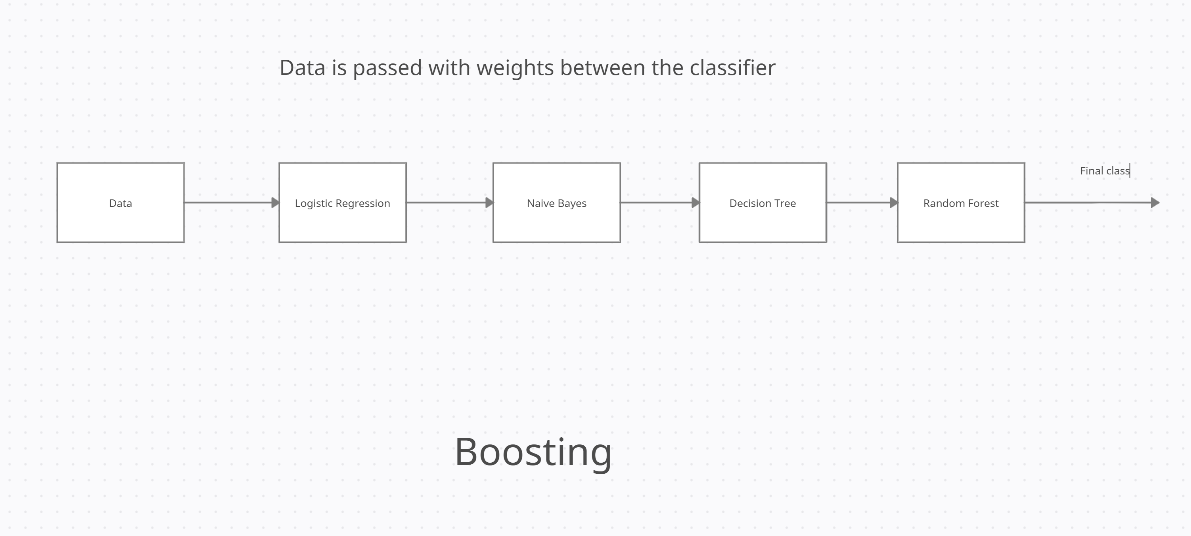 Data is passed with weights between the classifier
Final class
Data
Logistic Regression
Naive Bayes
Decision Tree
Random Forest
Boosting